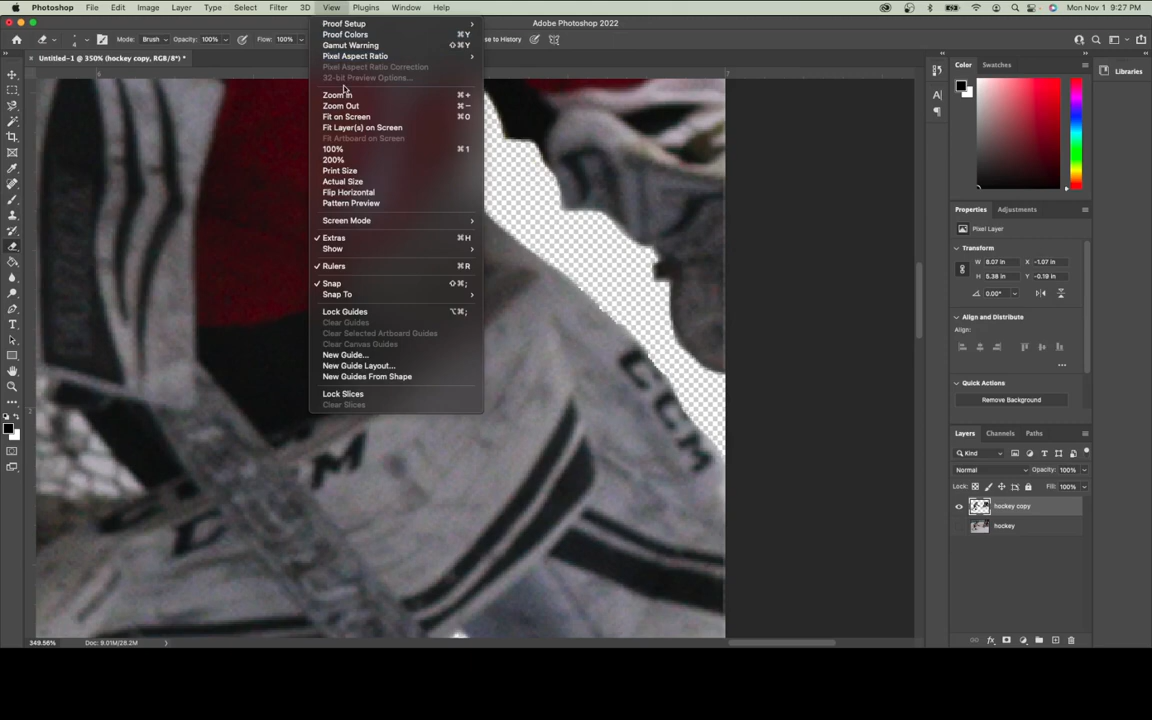 Photoshop File Edit Image Layer Type Select Filter 3D View Plugins Window Help Mon Nov 1 9:27 PM
Adobe Photoshop 2022
4 Mode: Brush Opacity: 100% Flow: 100% se to History
× Untitled-1 @ 350% (hockey copy, RGB/8*) *
Proof Setup
Proof Colors ⌘Y
Gamut Warning ⇧⌘Y
Pixel Aspect Ratio
Pixel Aspect Ratio Correction
32-bit Preview Options...
Zoom In ⌘+
Zoom Out ⌘−
Fit on Screen ⌘0
Fit Layer(s) on Screen
Fit Artboard on Screen
100% ⌘1
200%
Print Size
Actual Size
Flip Horizontal
Pattern Preview
Screen Mode
✓ Extras ⌘H
Show
✓ Rulers ⌘R
✓ Snap ⇧⌘;
Snap To
Lock Guides ⌥⌘;
Clear Guides
Clear Selected Artboard Guides
Clear Canvas Guides
New Guide...
New Guide Layout...
New Guides From Shape
Lock Slices
Clear Slices
6
7
2
CCM
M
C
C
Color Swatches
Libraries
Properties Adjustments
Pixel Layer
Transform
W 8.07 in X -1.07 in
H 5.38 in Y -0.19 in
0.00°
Align and Distribute
Align:
...
Quick Actions
Remove Background
Layers Channels Paths
Kind
Normal Opacity: 100%
Lock: Fill: 100%
hockey copy
hockey
fx
349.56% Doc: 9.01M/28.2M